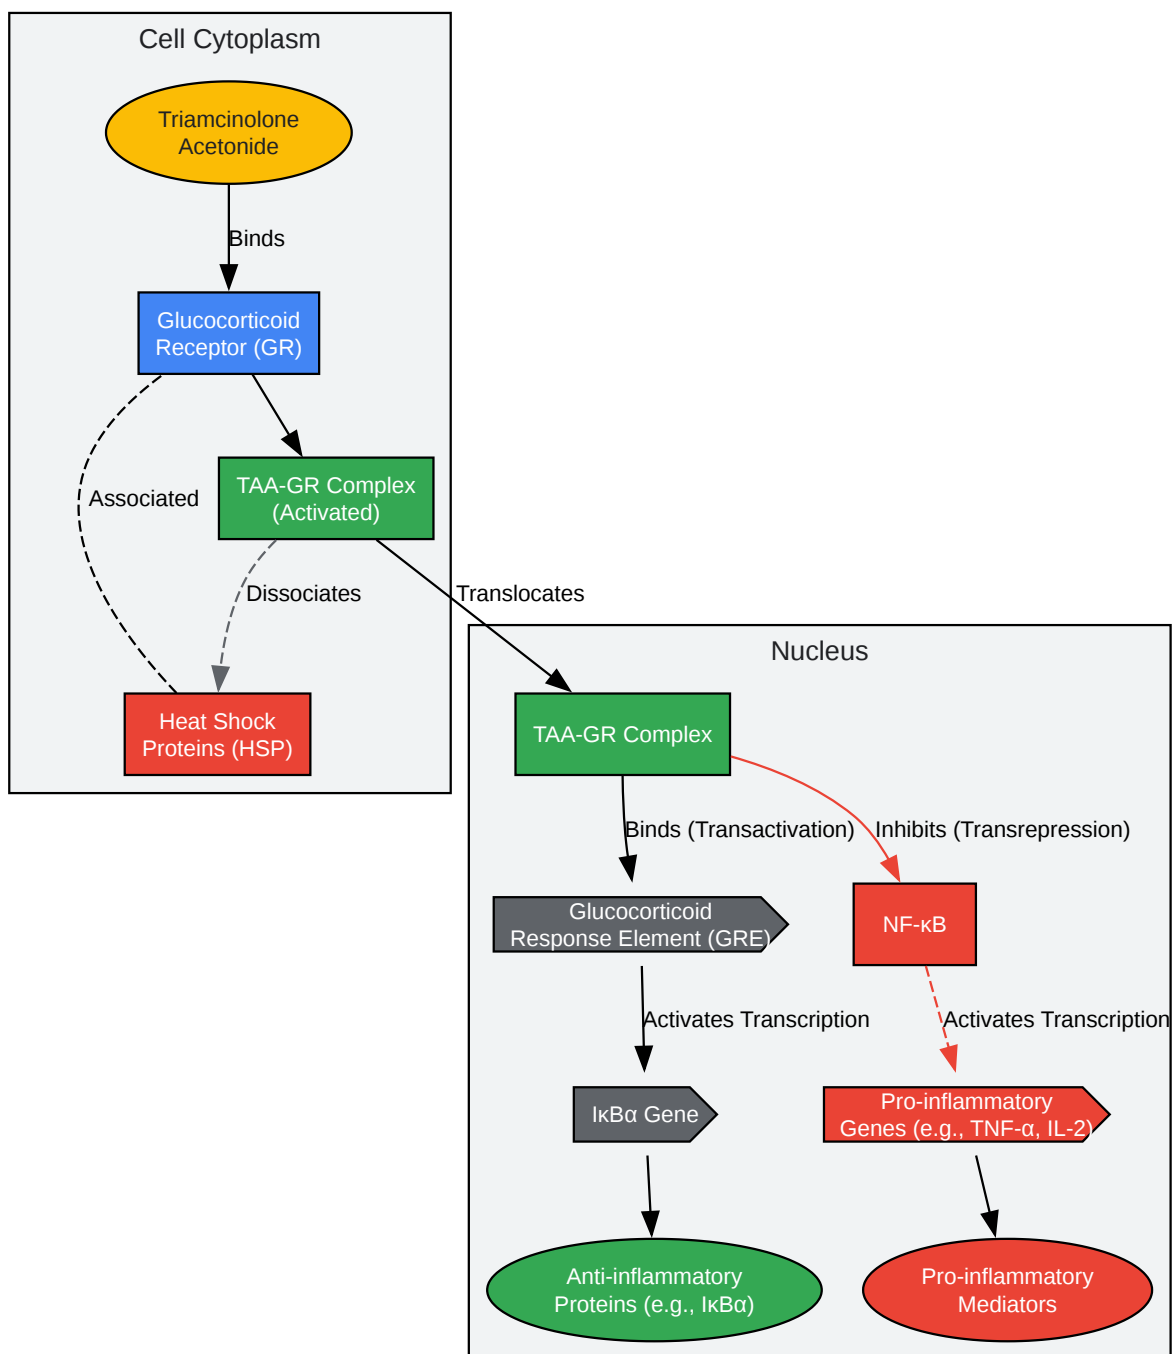 Cell Cytoplasm
Triamcinolone
Acetonide
Binds
Glucocorticoid
Receptor (GR)
TAA-GR Complex
(Activated)
Associated
Dissociates
Translocates
Heat Shock
Proteins (HSP)
Nucleus
TAA-GR Complex
Binds (Transactivation)
Inhibits (Transrepression)
Glucocorticoid
Response Element (GRE)
NF-κB
Activates Transcription
Activates Transcription
IκBα Gene
Pro-inflammatory
Genes (e.g., TNF-α, IL-2)
Anti-inflammatory
Proteins (e.g., IκBα)
Pro-inflammatory
Mediators